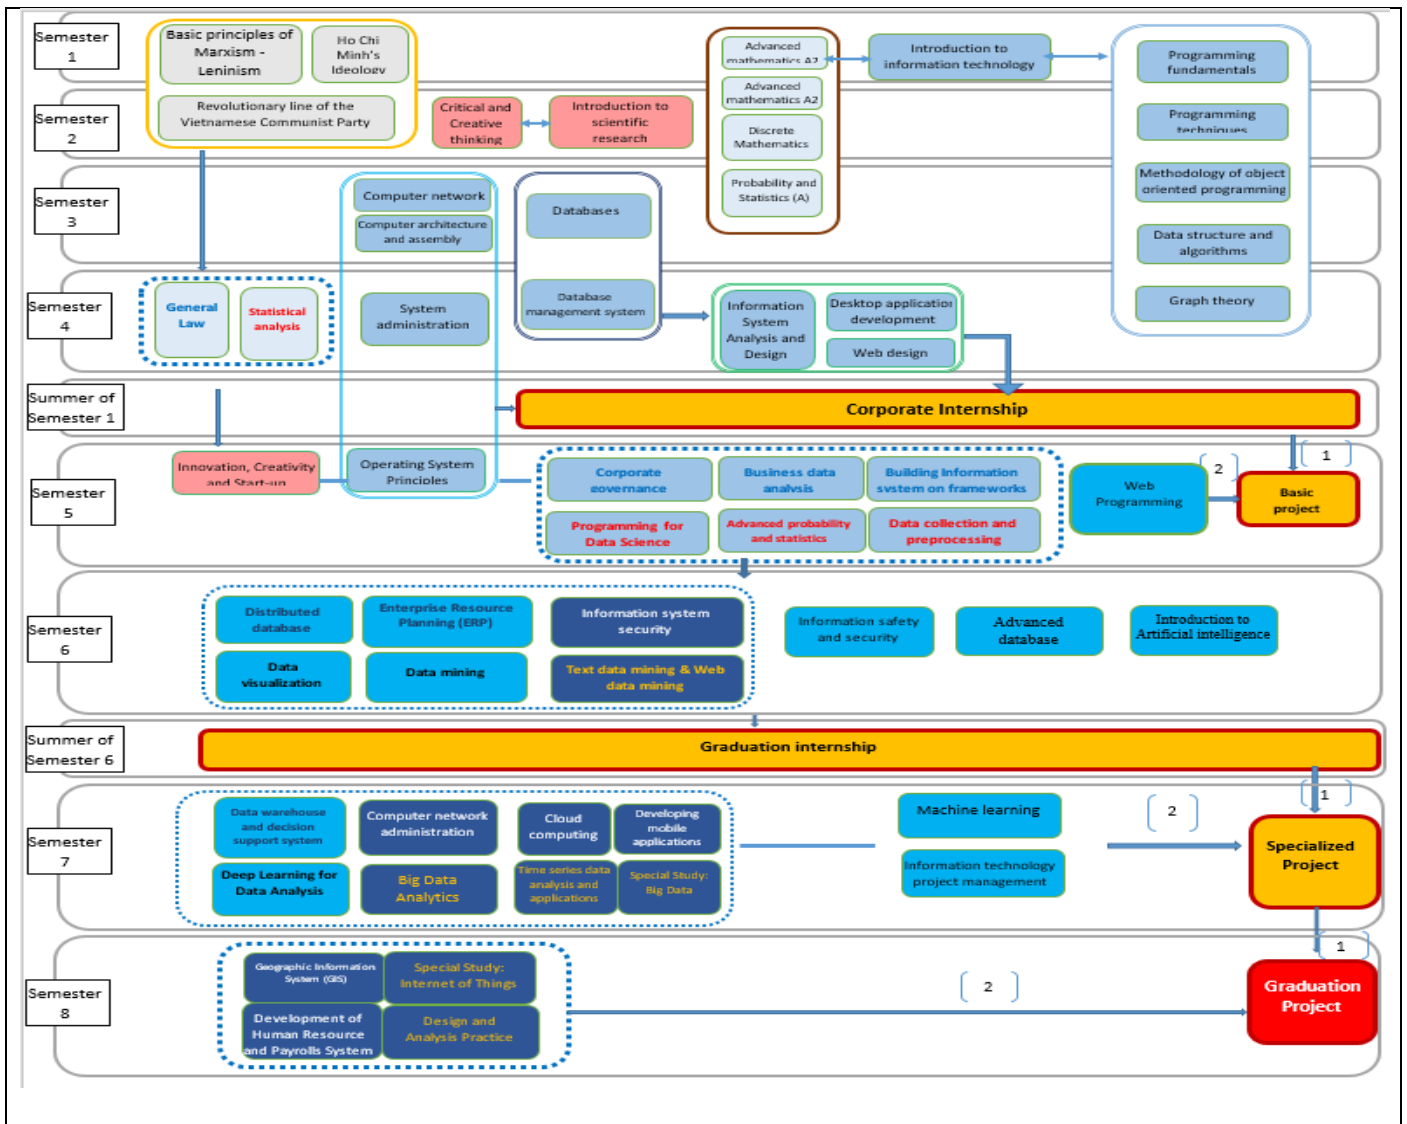 Semester
1
Basic principles of
Marxism -
Leninism
Ho Chi
Minh's
Ideology
Advanced
mathematics A2
Introduction to
information technology
Programming
fundamentals
Semester
2
Revolutionary line of the
Vietnamese Communist Party
Critical and
Creative
thinking
Introduction to
scientific
research
Advanced
mathematics A2
Discrete
Mathematics
Programming
techniques
Semester
3
Computer network
Computer architecture
and assembly
Databases
Probability and
Statistics (A)
Methodology of object
oriented programming
Data structure and
algorithms
Semester
4
General
Law
Statistical
analysis
System
administration
Database
management system
Information
System
Analysis and
Design
Desktop application
development
Web design
Graph theory
Summer of
Semester 1
Corporate Internship
Semester
5
Innovation, Creativity
and Start-up
Operating System
Principles
Corporate
governance
Business data
analysis
Building Information
system on frameworks
Programming for
Data Science
Advanced probability
and statistics
Data collection and
preprocessing
Web
Programming
2
1
Basic
project
Semester
6
Distributed
database
Enterprise Resource
Planning (ERP)
Information system
security
Data
visualization
Data mining
Text data mining & Web
data mining
Information safety
and security
Advanced
database
Introduction to
Artificial intelligence
Summer of
Semester 6
Graduation internship
Semester
7
Data warehouse
and decision
support system
Computer network
administration
Cloud
computing
Developing
mobile
applications
Deep Learning for
Data Analysis
Big Data
Analytics
Time series data
analysis and
applications
Special Study:
Big Data
Machine learning
Information technology
project management
2
1
Specialized
Project
Semester
8
Geographic Information
System (GIS)
Special Study:
Internet of Things
Development of
Human Resource
and Payrolls System
Design and
Analysis Practice
2
1
Graduation
Project